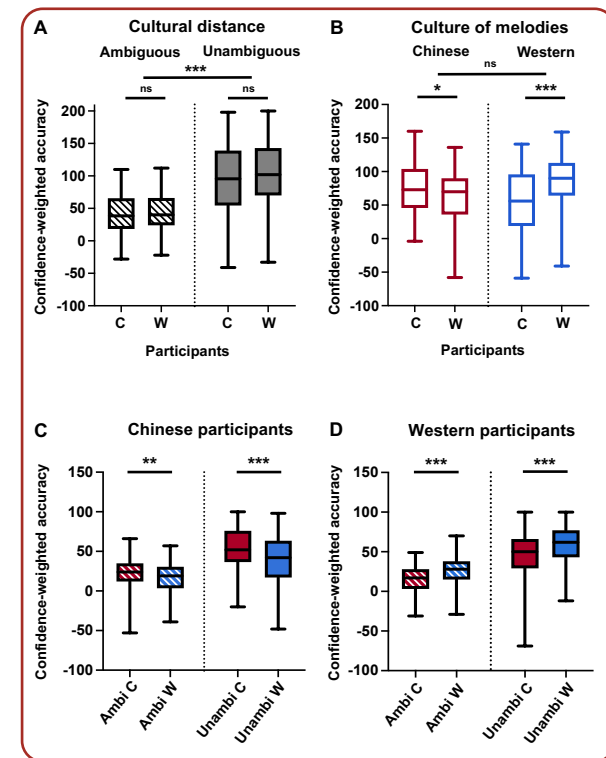 A Cultural distance
Ambiguous Unambiguous
***
ns ns
Confidence-weighted accuracy
200
150
100
50
0
-50
-100
C W C W
Participants
B Culture of melodies
Chinese Western
ns
* ***
Confidence-weighted accuracy
200
150
100
50
0
-50
-100
C W C W
Participants
C Chinese participants
** ***
Confidence-weighted accuracy
150
100
50
0
-50
-100
Ambi C Ambi W Unambi C Unambi W
D Western participants
*** ***
Confidence-weighted accuracy
150
100
50
0
-50
-100
Ambi C Ambi W Unambi C Unambi W